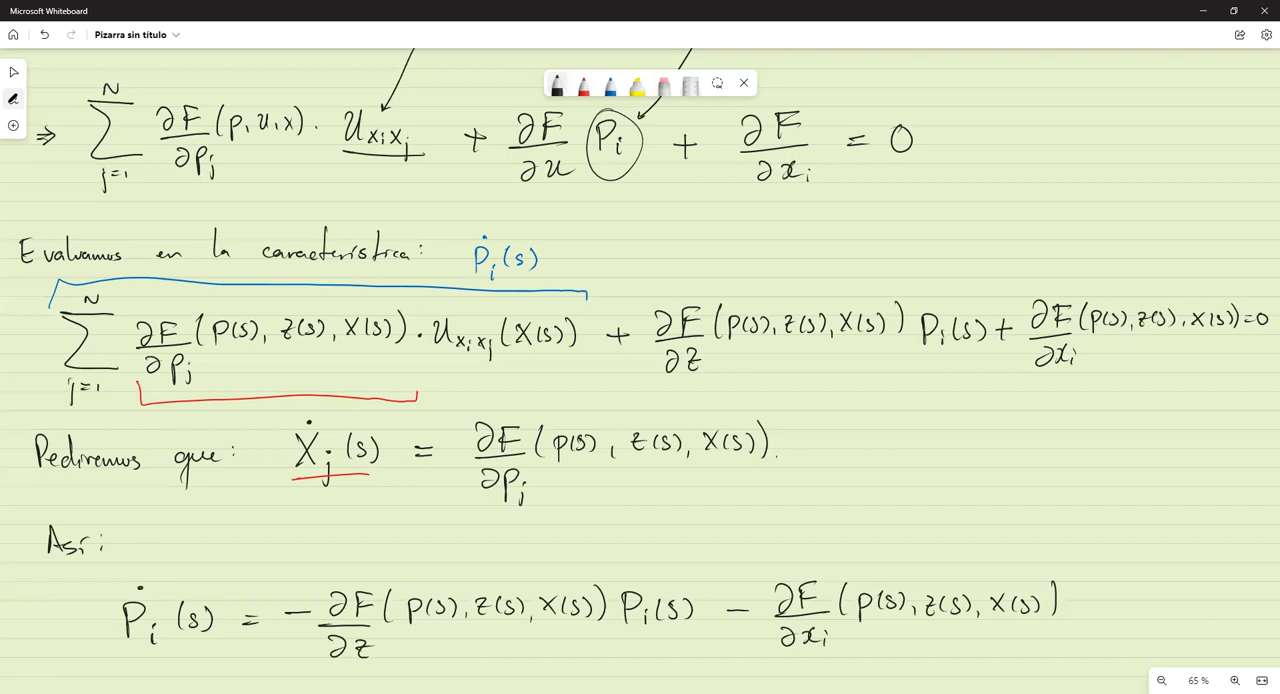 Microsoft Whiteboard
Pizarra sin título
⇒ ∑_{j=1}^{N} ∂F/∂p_j (p, u, x) · u_{x_i x_j} + ∂F/∂u p_i + ∂F/∂x_i = 0
Evaluamos en la característica: Ṗ_i(s)
∑_{j=1}^{N} ∂F/∂p_j (p(s), z(s), x(s)) · u_{x_i x_j}(x(s)) + ∂F/∂z (p(s), z(s), x(s)) p_i(s) + ∂F/∂x_i (p(s), z(s), x(s)) = 0
Pediremos que: Ẋ_j(s) = ∂F/∂p_j (p(s), z(s), x(s)).
Así:
Ṗ_i(s) = − ∂F/∂z (p(s), z(s), x(s)) p_i(s) − ∂F/∂x_i (p(s), z(s), x(s))
65 %